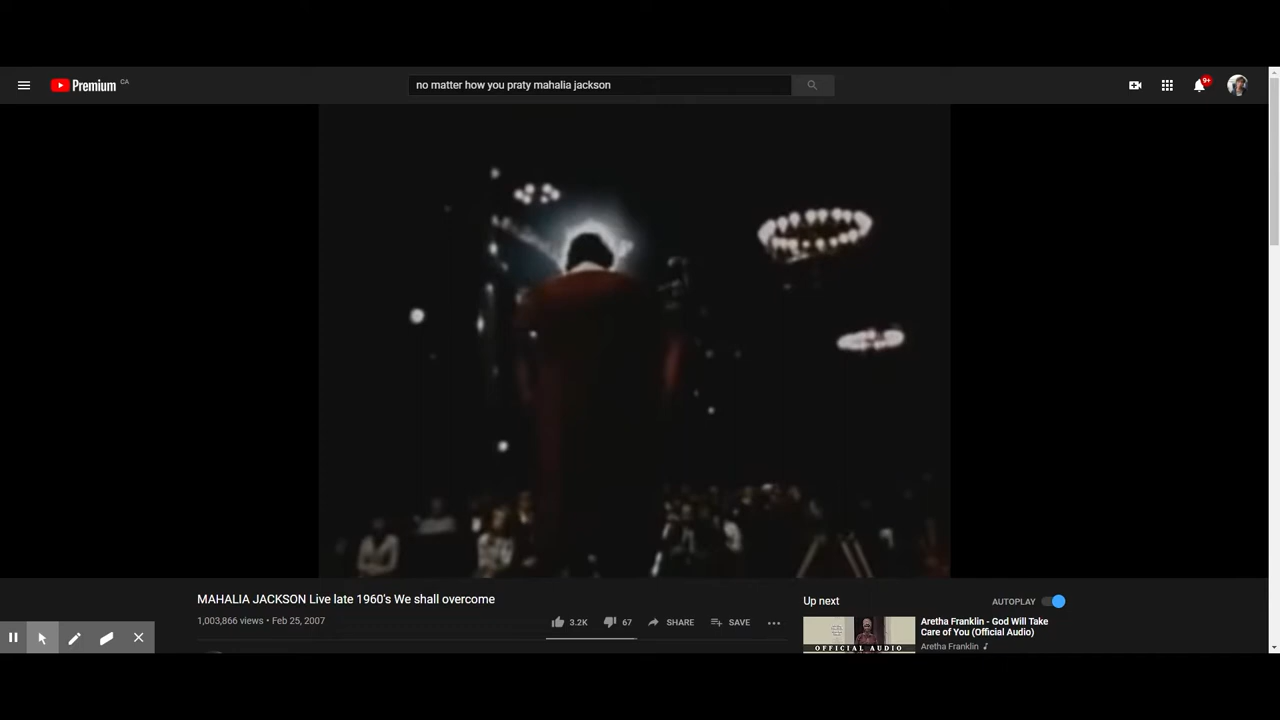 Premium CA
no matter how you praty mahalia jackson
9+
MAHALIA JACKSON Live late 1960's We shall overcome
1,003,866 views • Feb 25, 2007
3.2K
67
SHARE
SAVE
Up next
AUTOPLAY
OFFICIAL AUDIO
Aretha Franklin - God Will Take
Care of You (Official Audio)
Aretha Franklin